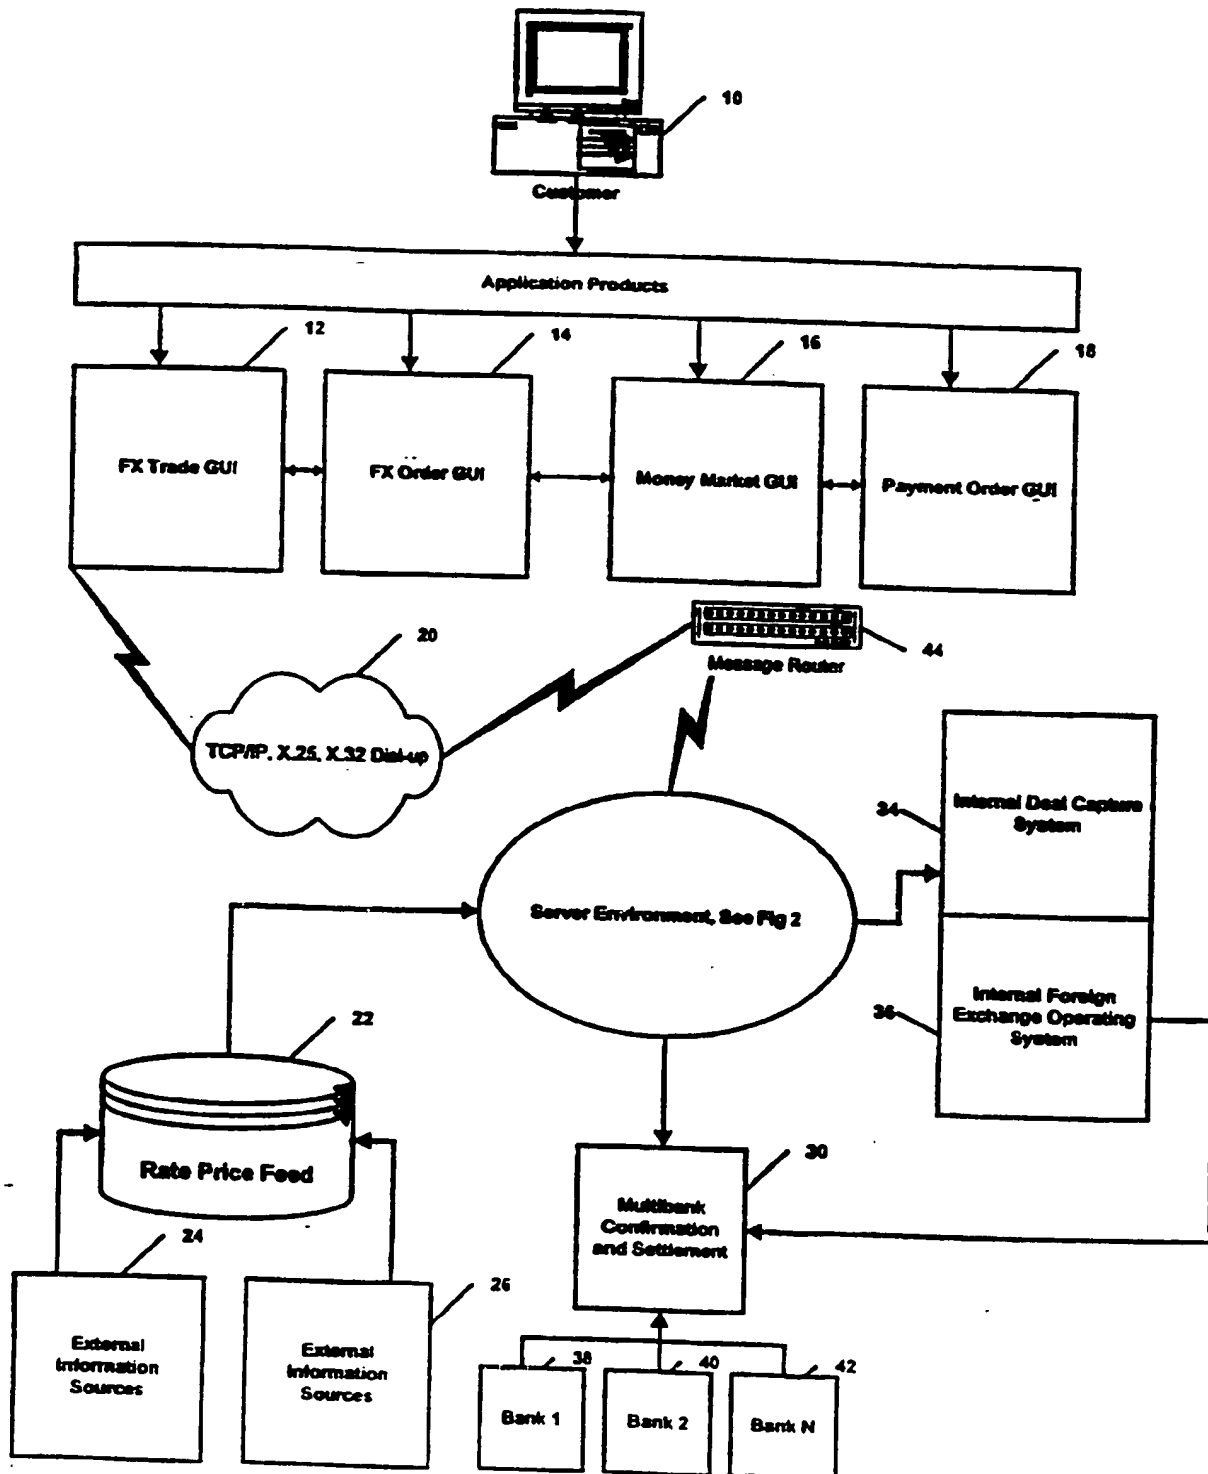 10
Customer
Application Products
12
14
16
18
FX Trade GUI
FX Order GUI
Money Market GUI
Payment Order GUI
20
44
Message Router
TCP/IP, X.25, X.32 Dial-up
34
Internal Deal Capture
System
Server Environment, See Fig 2
36
Internal Foreign
Exchange Operating
System
22
Rate Price Feed
30
Multibank
Confirmation
and Settlement
24
26
External
Information
Sources
External
Information
Sources
38
40
42
Bank 1
Bank 2
Bank N